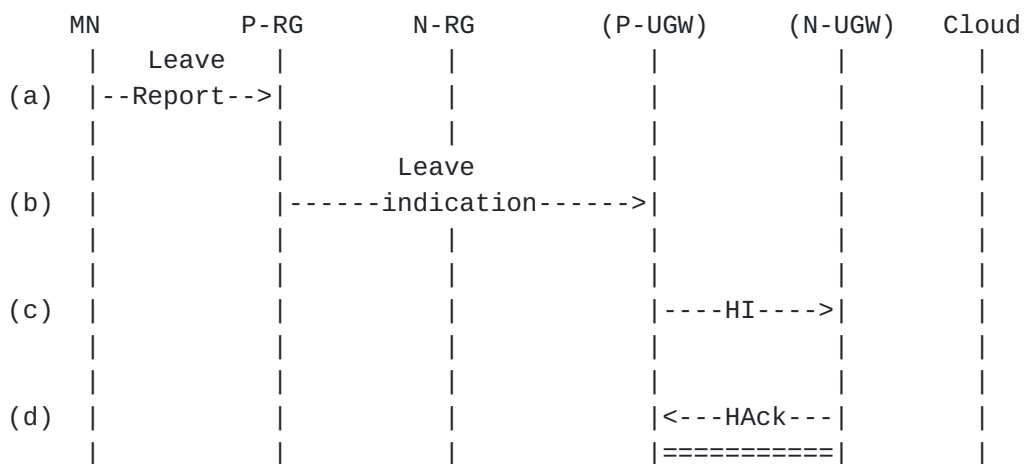 MN         P-RG        N-RG         (P-UGW)     (N-UGW)   Cloud
      |   Leave   |           |             |           |         |
(a)   |--Report-->|           |             |           |         |
      |           |           |             |           |         |
      |           |       Leave             |           |         |
(b)   |           |------indication------>|           |         |
      |           |           |             |           |         |
      |           |           |             |           |         |
(c)   |           |           |             |----HI---->|         |
      |           |           |             |           |         |
      |           |           |             |           |         |
(d)   |           |           |             |<---HAck---|         |
      |           |           |             |===========|         |